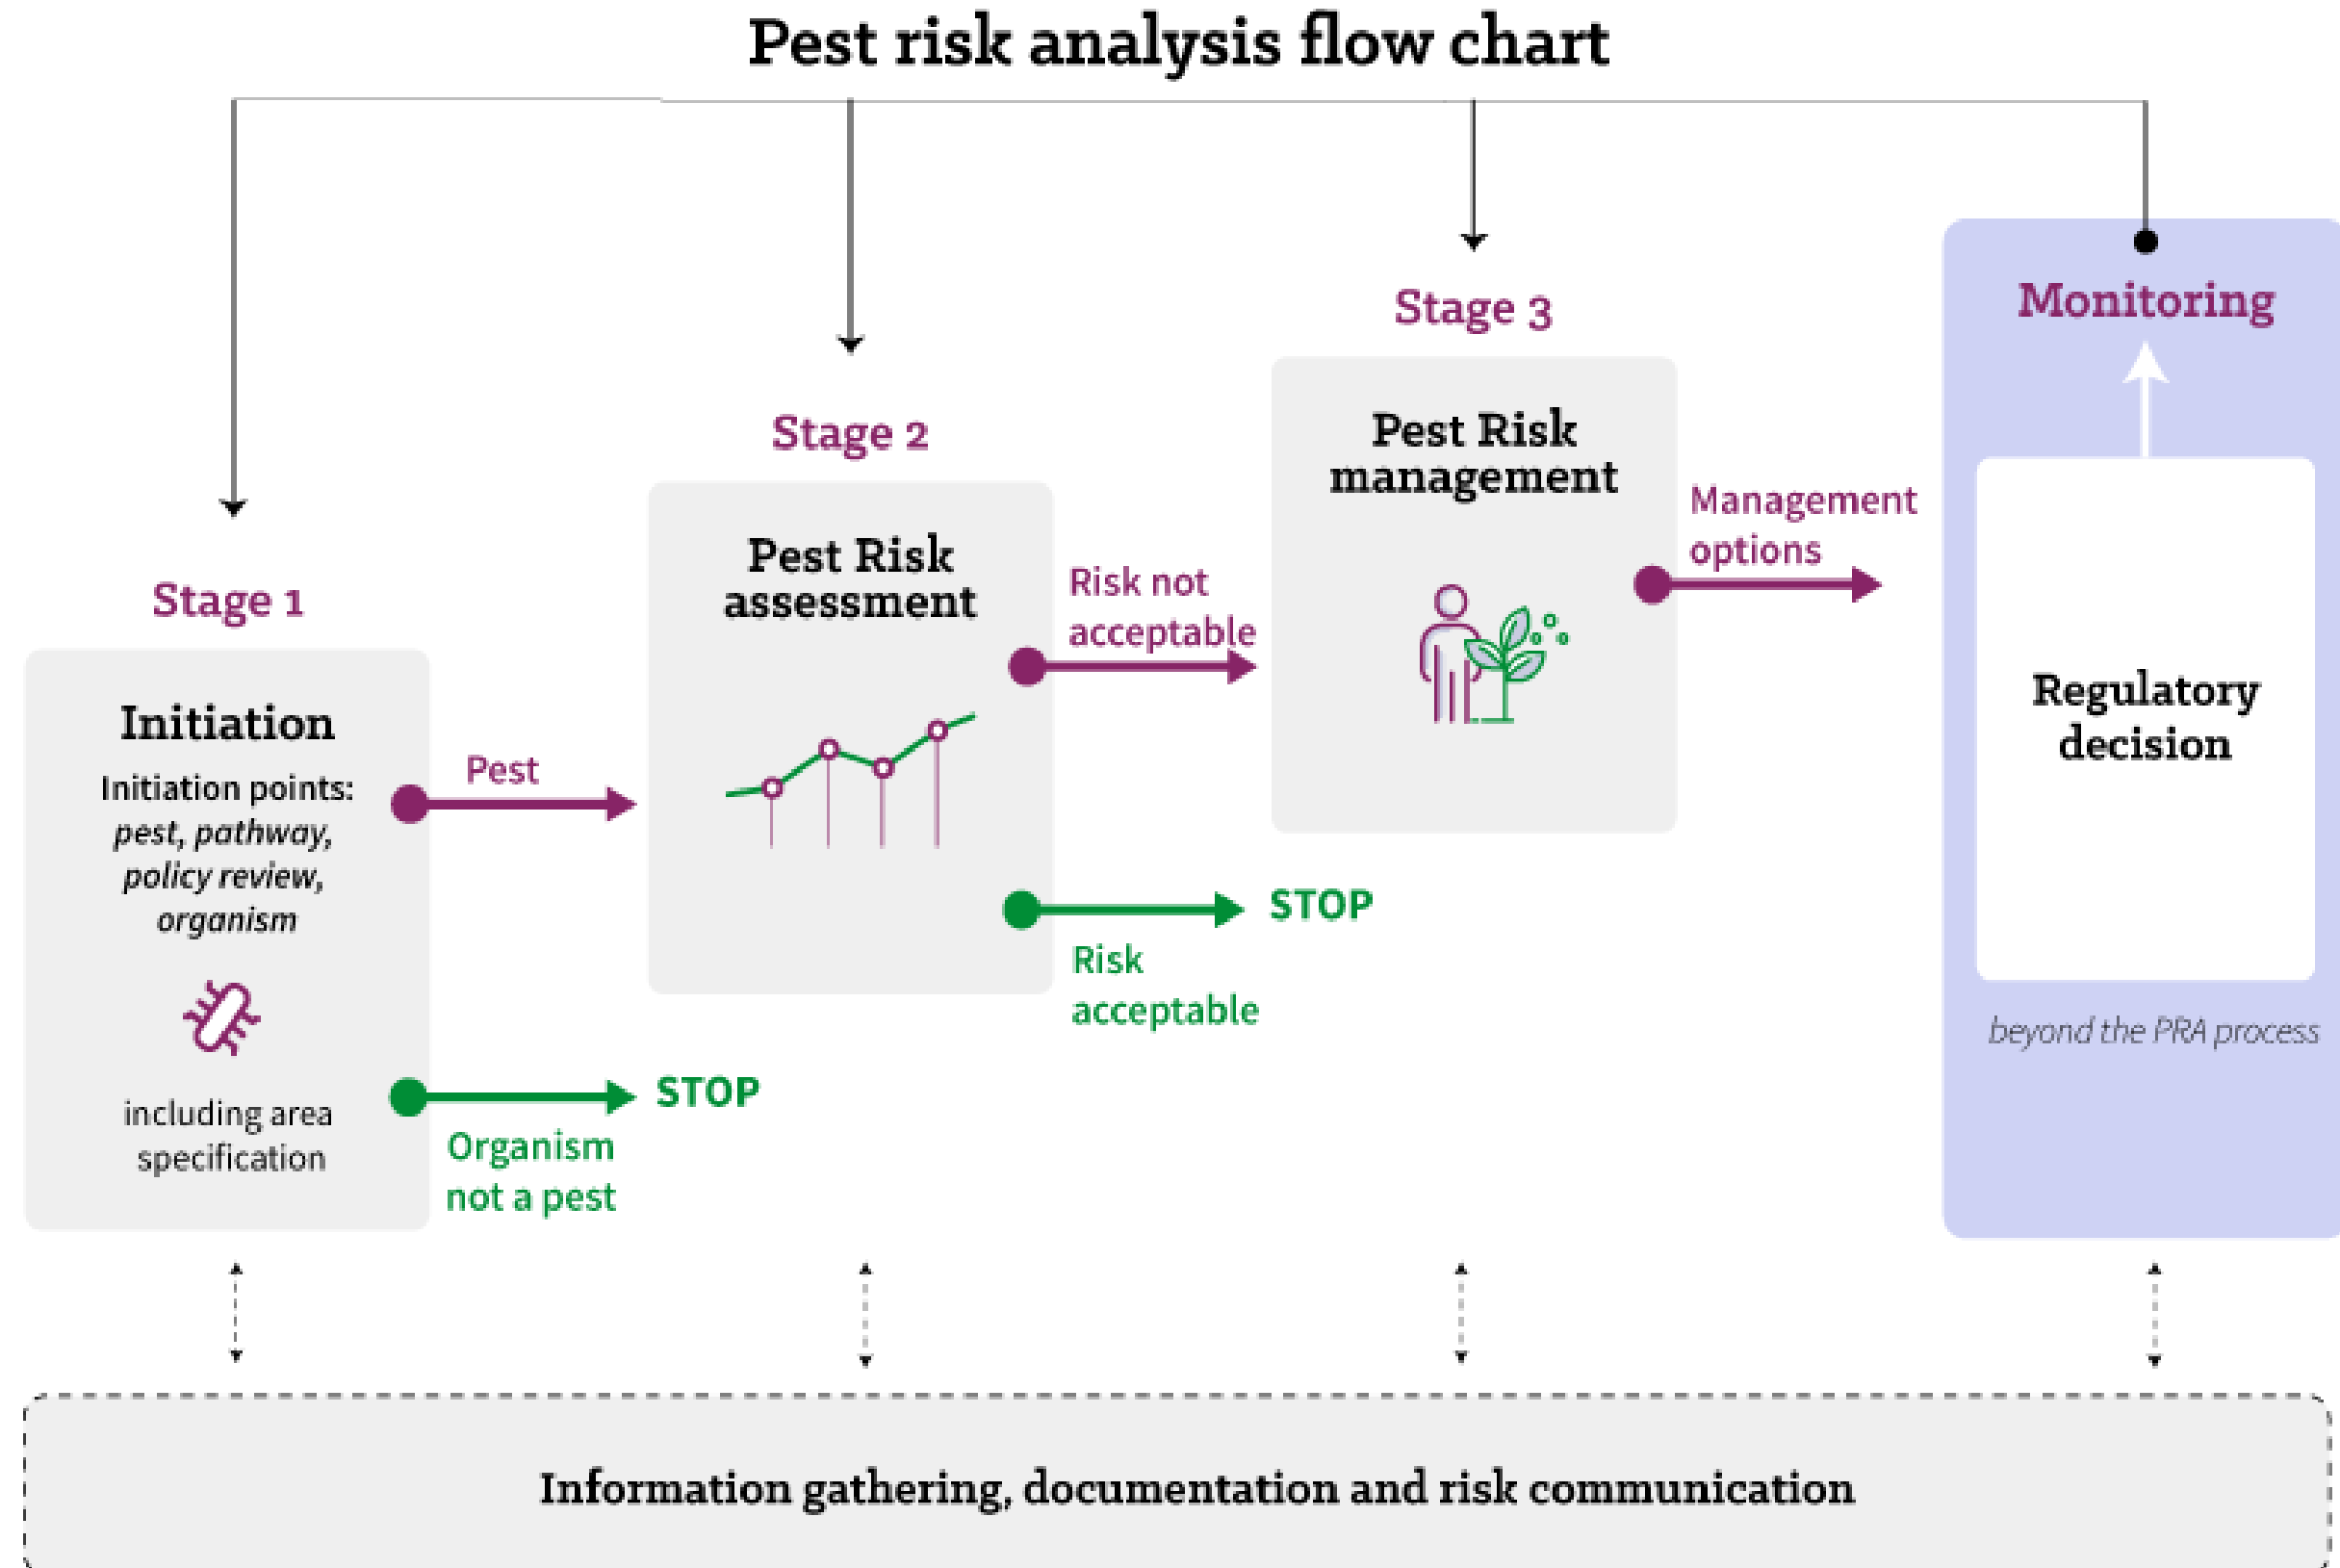 Pest risk analysis flow chart
Stage 1
Initiation
Initiation points:
pest, pathway,
policy review,
organism
including area
specification
Pest
Organism
not a pest
STOP
Stage 2
Pest Risk
assessment
Risk not
acceptable
Risk
acceptable
STOP
Stage 3
Pest Risk
management
Management
options
Monitoring
Regulatory
decision
beyond the PRA process
Information gathering, documentation and risk communication